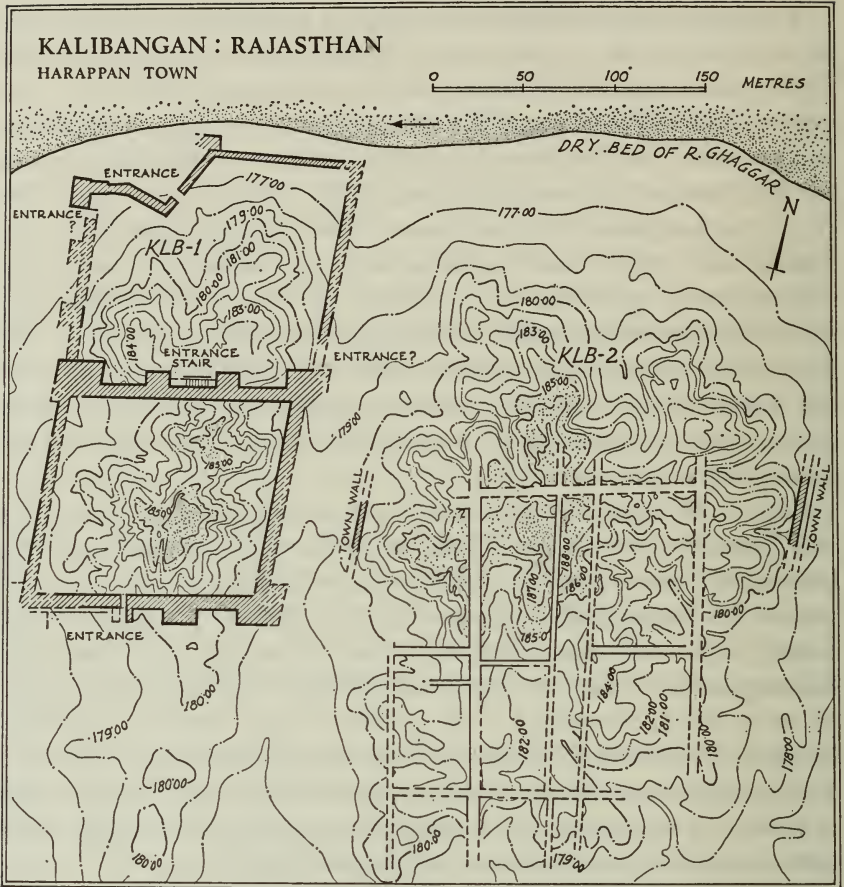 KALIBANGAN : RAJASTHAN
HARAPPAN TOWN
0 50 100 150 METRES
DRY. BED OF R. GHAGGAR
N
ENTRANCE
177·00
ENTRANCE
?
179·00
177·00
KLB-1
181·00
180·00
180·00
183·00
183·00
184·00
ENTRANCE
STAIR
ENTRANCE?
KLB-2
185·00
179·00
185·00
TOWN WALL
TOWN WALL
185·00
188·00
187·00
186·00
180·00
ENTRANCE
185·0
180·00
184·00
182·00
181·00
179·00
182·00
180·00
178·00
180·00
180·00
180·00
179·00